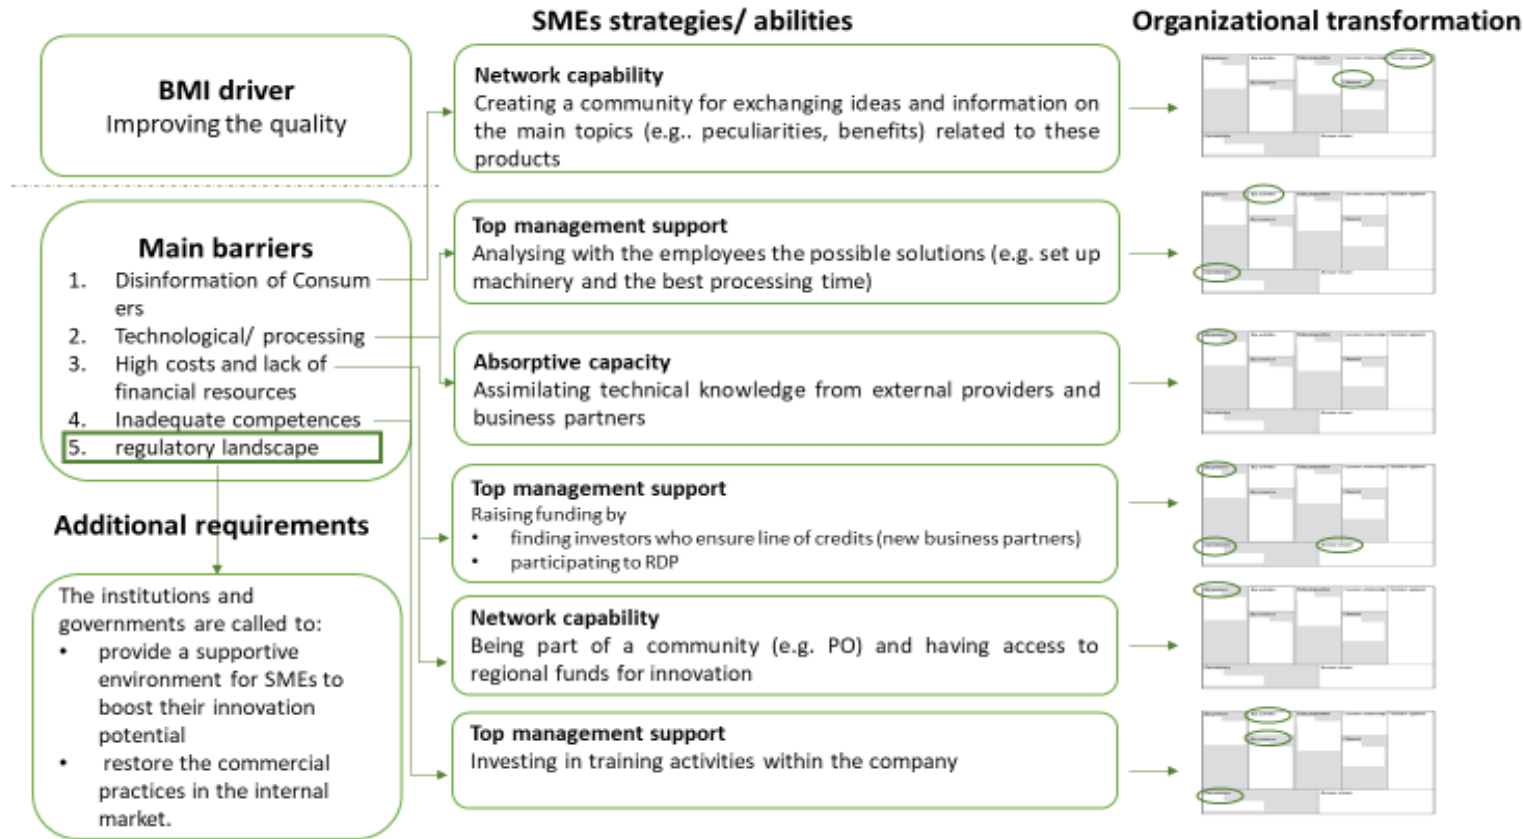 SMEs strategies/ abilities
Organizational transformation
BMI driver
Improving the quality
Main barriers
1. Disinformation of Consum
ers
2. Technological/ processing
3. High costs and lack of
financial resources
4. Inadequate competences
5. regulatory landscape
Additional requirements
The institutions and
governments are called to:
• provide a supportive
environment for SMEs to
boost their innovation
potential
• restore the commercial
practices in the internal
market.
Network capability
Creating a community for exchanging ideas and information on
the main topics (e.g.. peculiarities, benefits) related to these
products
Top management support
Analysing with the employees the possible solutions (e.g. set up
machinery and the best processing time)
Absorptive capacity
Assimilating technical knowledge from external providers and
business partners
Top management support
Raising funding by
• finding investors who ensure line of credits (new business partners)
• participating to RDP
Network capability
Being part of a community (e.g. PO) and having access to
regional funds for innovation
Top management support
Investing in training activities within the company